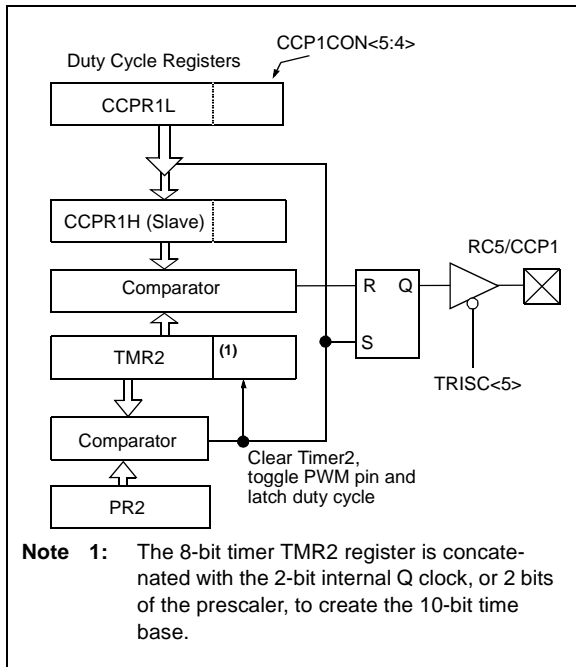 CCP1CON<5:4>
Duty Cycle Registers
CCPR1L
CCPR1H (Slave)
RC5/CCP1
Comparator
R Q
TMR2
(1)
S
TRISC<5>
Comparator
Clear Timer2,
toggle PWM pin and
latch duty cycle
PR2
Note 1: The 8-bit timer TMR2 register is concate-
nated with the 2-bit internal Q clock, or 2 bits
of the prescaler, to create the 10-bit time
base.